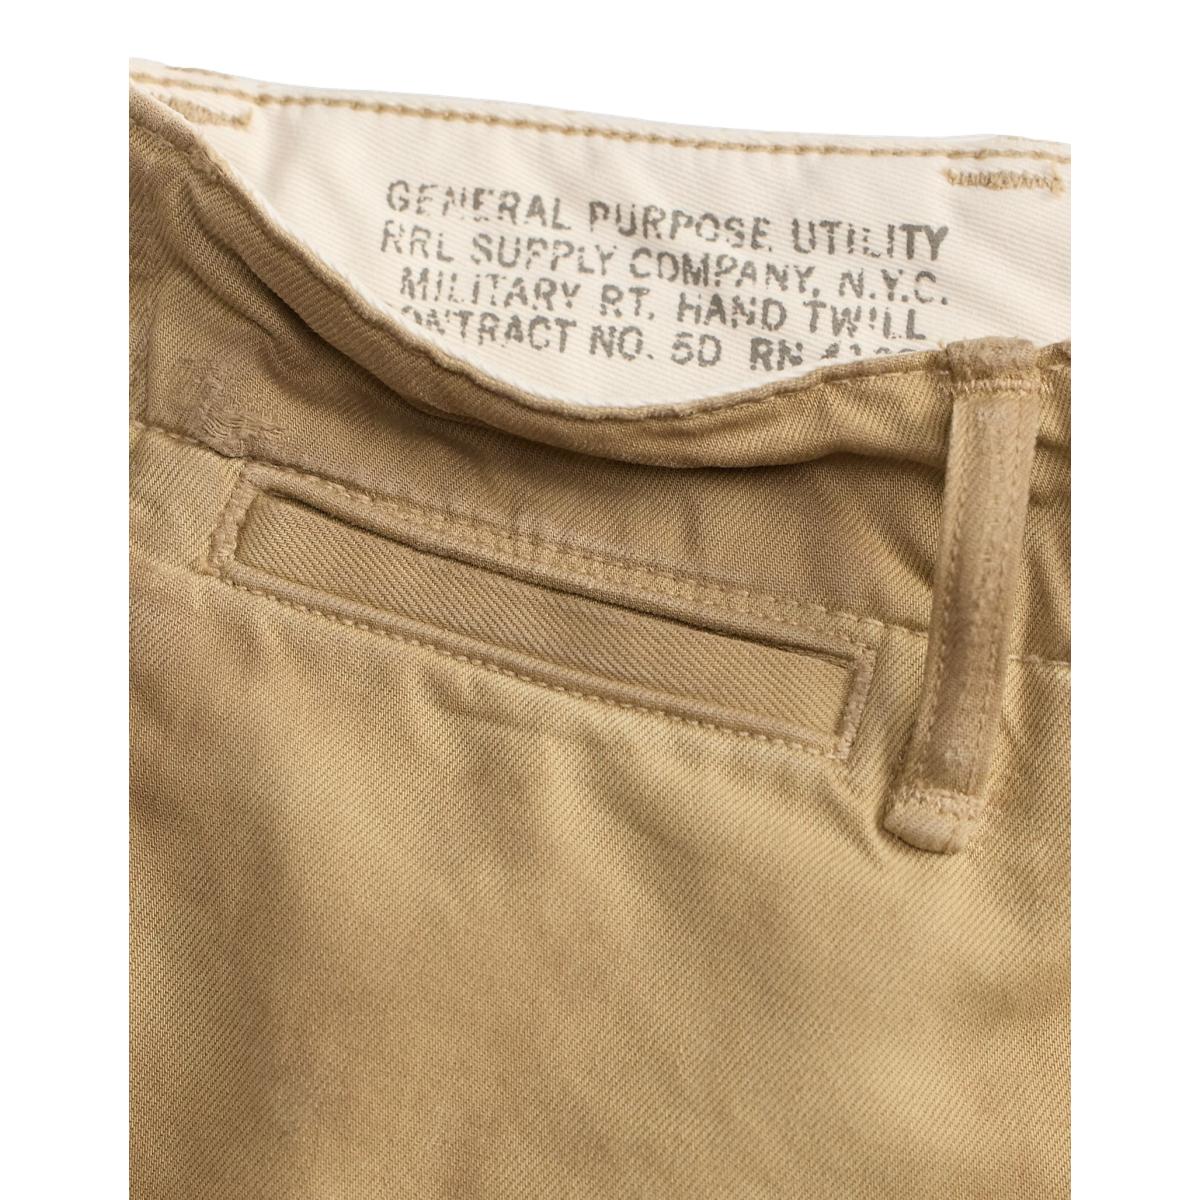 GENERAL PURPOSE UTILITY
RRL SUPPLY COMPANY, N.Y.C.
MILITARY RT. HAND TWILL
CONTRACT NO. 5D RN